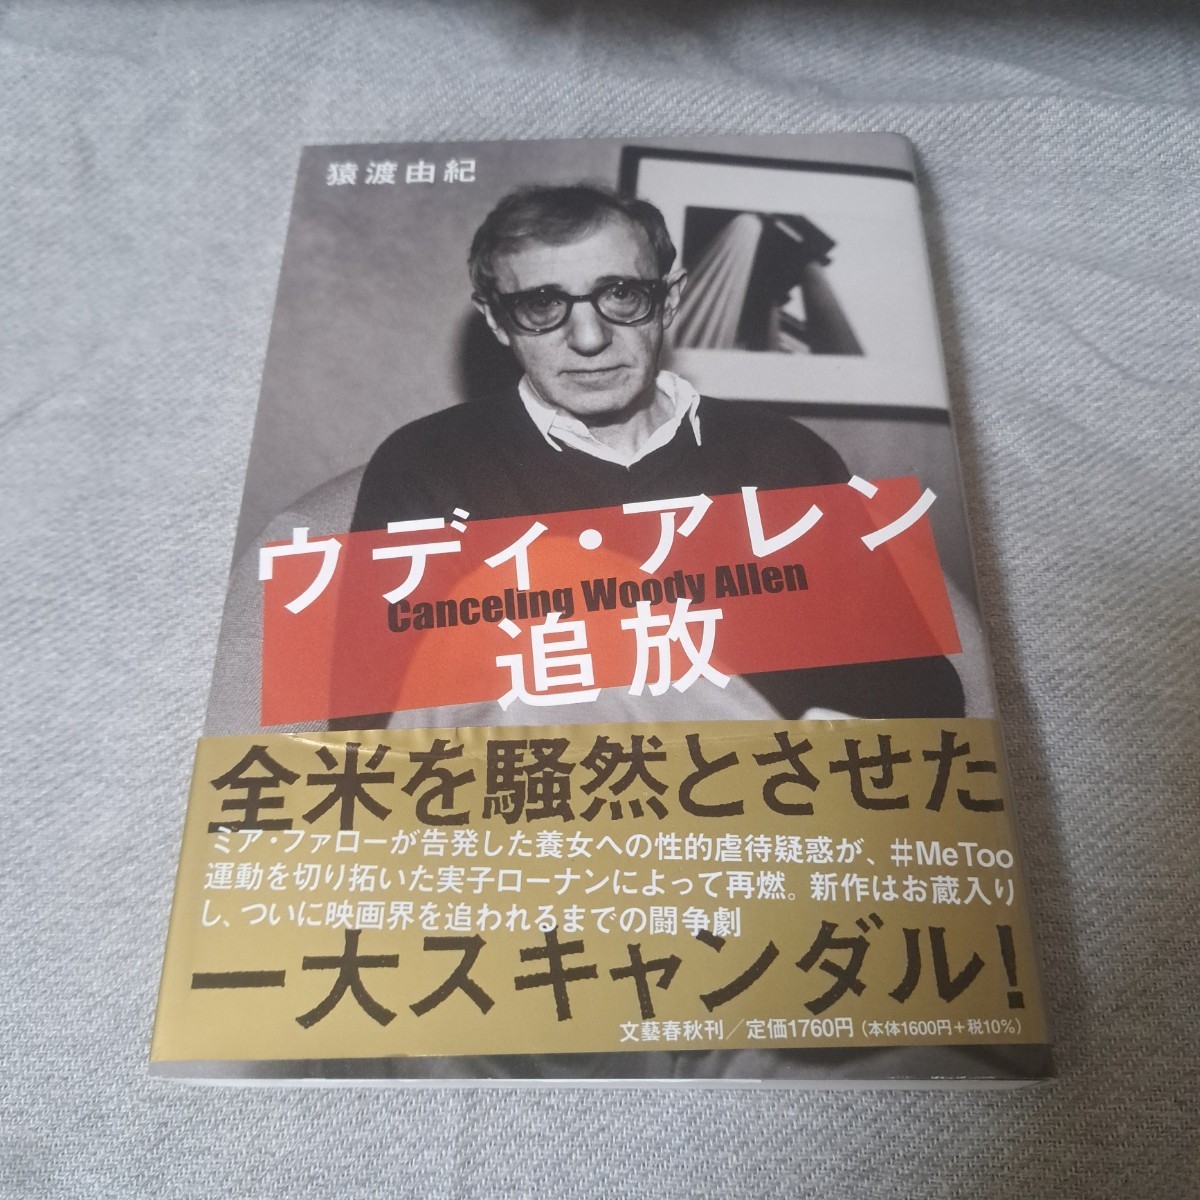 猿渡由紀
ウディ・アレン
Canceling Woody Allen
追放
全米を騒然とさせた
ミア・ファローが告発した養女への性的虐待疑惑が、#MeToo
運動を切り拓いた実子ローナンによって再燃。新作はお蔵入り
し、ついに映画界を追われるまでの闘争劇
一大スキャンダル!
文藝春秋刊/定価1760円(本体1600円+税10%)